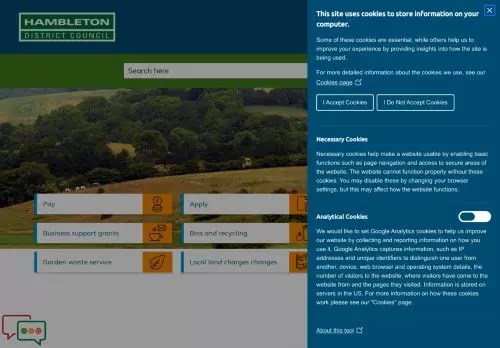 HAMBLETON
DISTRICT COUNCIL
Search here
Pay
Apply
Business support grants
Bins and recycling
Garden waste service
Local land charges changes
This site uses cookies to store information on your
computer.
Some of these cookies are essential, while others help us to
improve your experience by providing insights into how the site is
being used.
For more detailed information about the cookies we use, see our
Cookies page
I Accept Cookies
I Do Not Accept Cookies
Necessary Cookies
Necessary cookies help make a website usable by enabling basic
functions such as page navigation and access to secure areas of
the website. The website cannot function properly without these
cookies. You may disable these by changing your browser
settings, but this may affect how the website functions.
Analytical Cookies
We would like to set Google Analytics cookies to help us improve
our website by collecting and reporting information on how you
use it. Google Analytics captures information, such as IP
addresses and unique identifiers to distinguish one user from
another, device, web browser and operating system details, the
number of visitors to the website, where visitors have come to the
website from and the pages they visited. Information is stored on
servers in the US. For more information on how these cookies
work please see our "Cookies" page.
About this tool